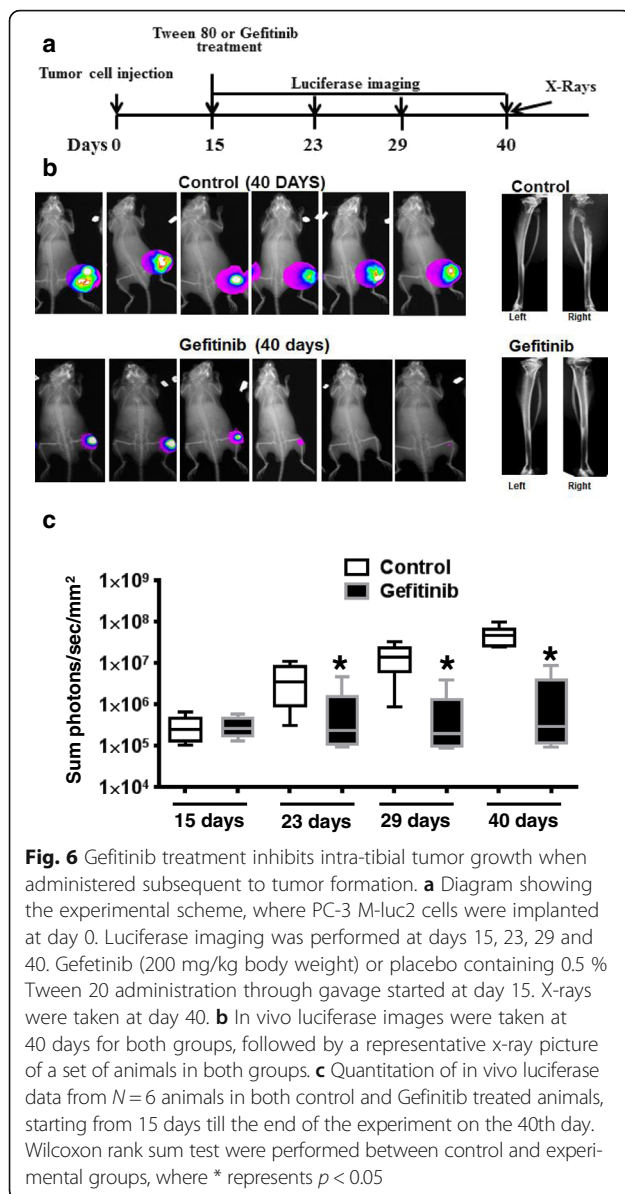 a
Tween 80 or Gefitinib
treatment
Tumor cell injection
Luciferase imaging
X-Rays
Days 0
15
23
29
40
b
Control (40 DAYS)
Control
Left
Right
Gefitinib (40 days)
Gefitinib
Left
Right
c
Control
Gefitinib
Sum photons/sec/mm²
1×10⁹
1×10⁸
1×10⁷
1×10⁶
1×10⁵
1×10⁴
* * *
15 days
23 days
29 days
40 days
Fig. 6 Gefitinib treatment inhibits intra-tibial tumor growth when
administered subsequent to tumor formation. a Diagram showing
the experimental scheme, where PC-3 M-luc2 cells were implanted
at day 0. Luciferase imaging was performed at days 15, 23, 29 and
40. Gefetinib (200 mg/kg body weight) or placebo containing 0.5 %
Tween 20 administration through gavage started at day 15. X-rays
were taken at day 40. b In vivo luciferase images were taken at
40 days for both groups, followed by a representative x-ray picture
of a set of animals in both groups. c Quantitation of in vivo luciferase
data from N = 6 animals in both control and Gefinitib treated animals,
starting from 15 days till the end of the experiment on the 40th day.
Wilcoxon rank sum test were performed between control and experi-
mental groups, where * represents p < 0.05